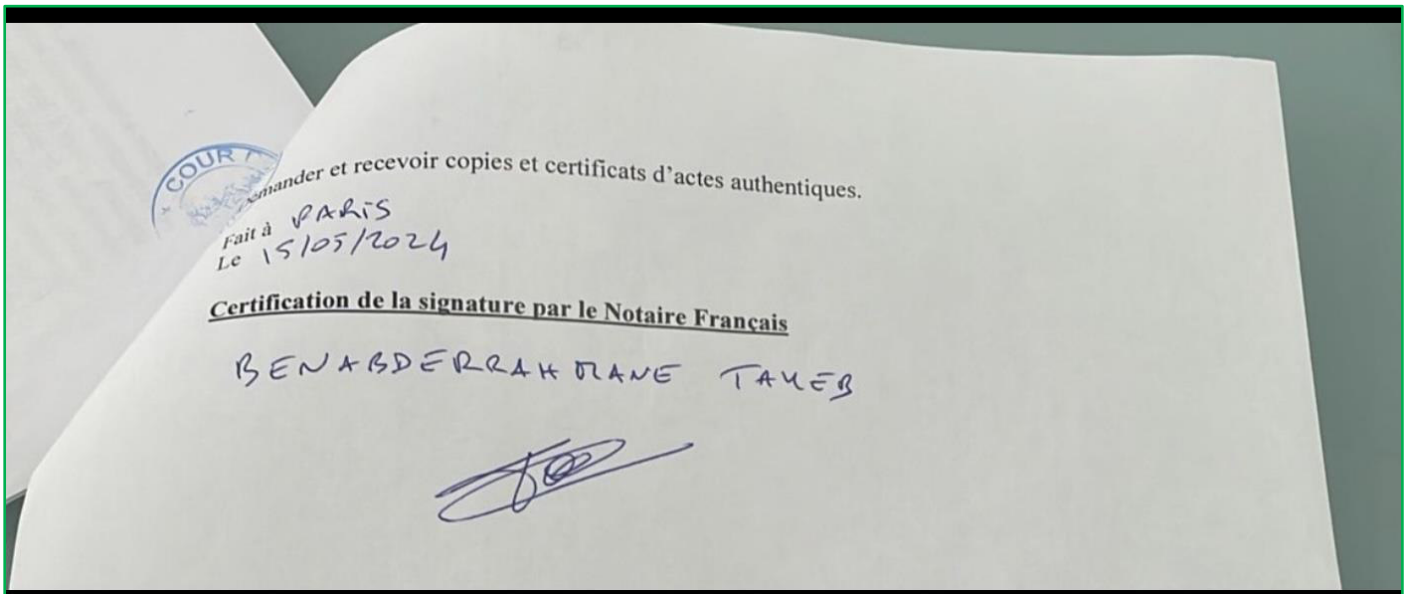 COUR
demander et recevoir copies et certificats d'actes authentiques.
Fait à PARIS
Le 15/05/2024
Certification de la signature par le Notaire Français
BENABDERRAHMANE TAYEB